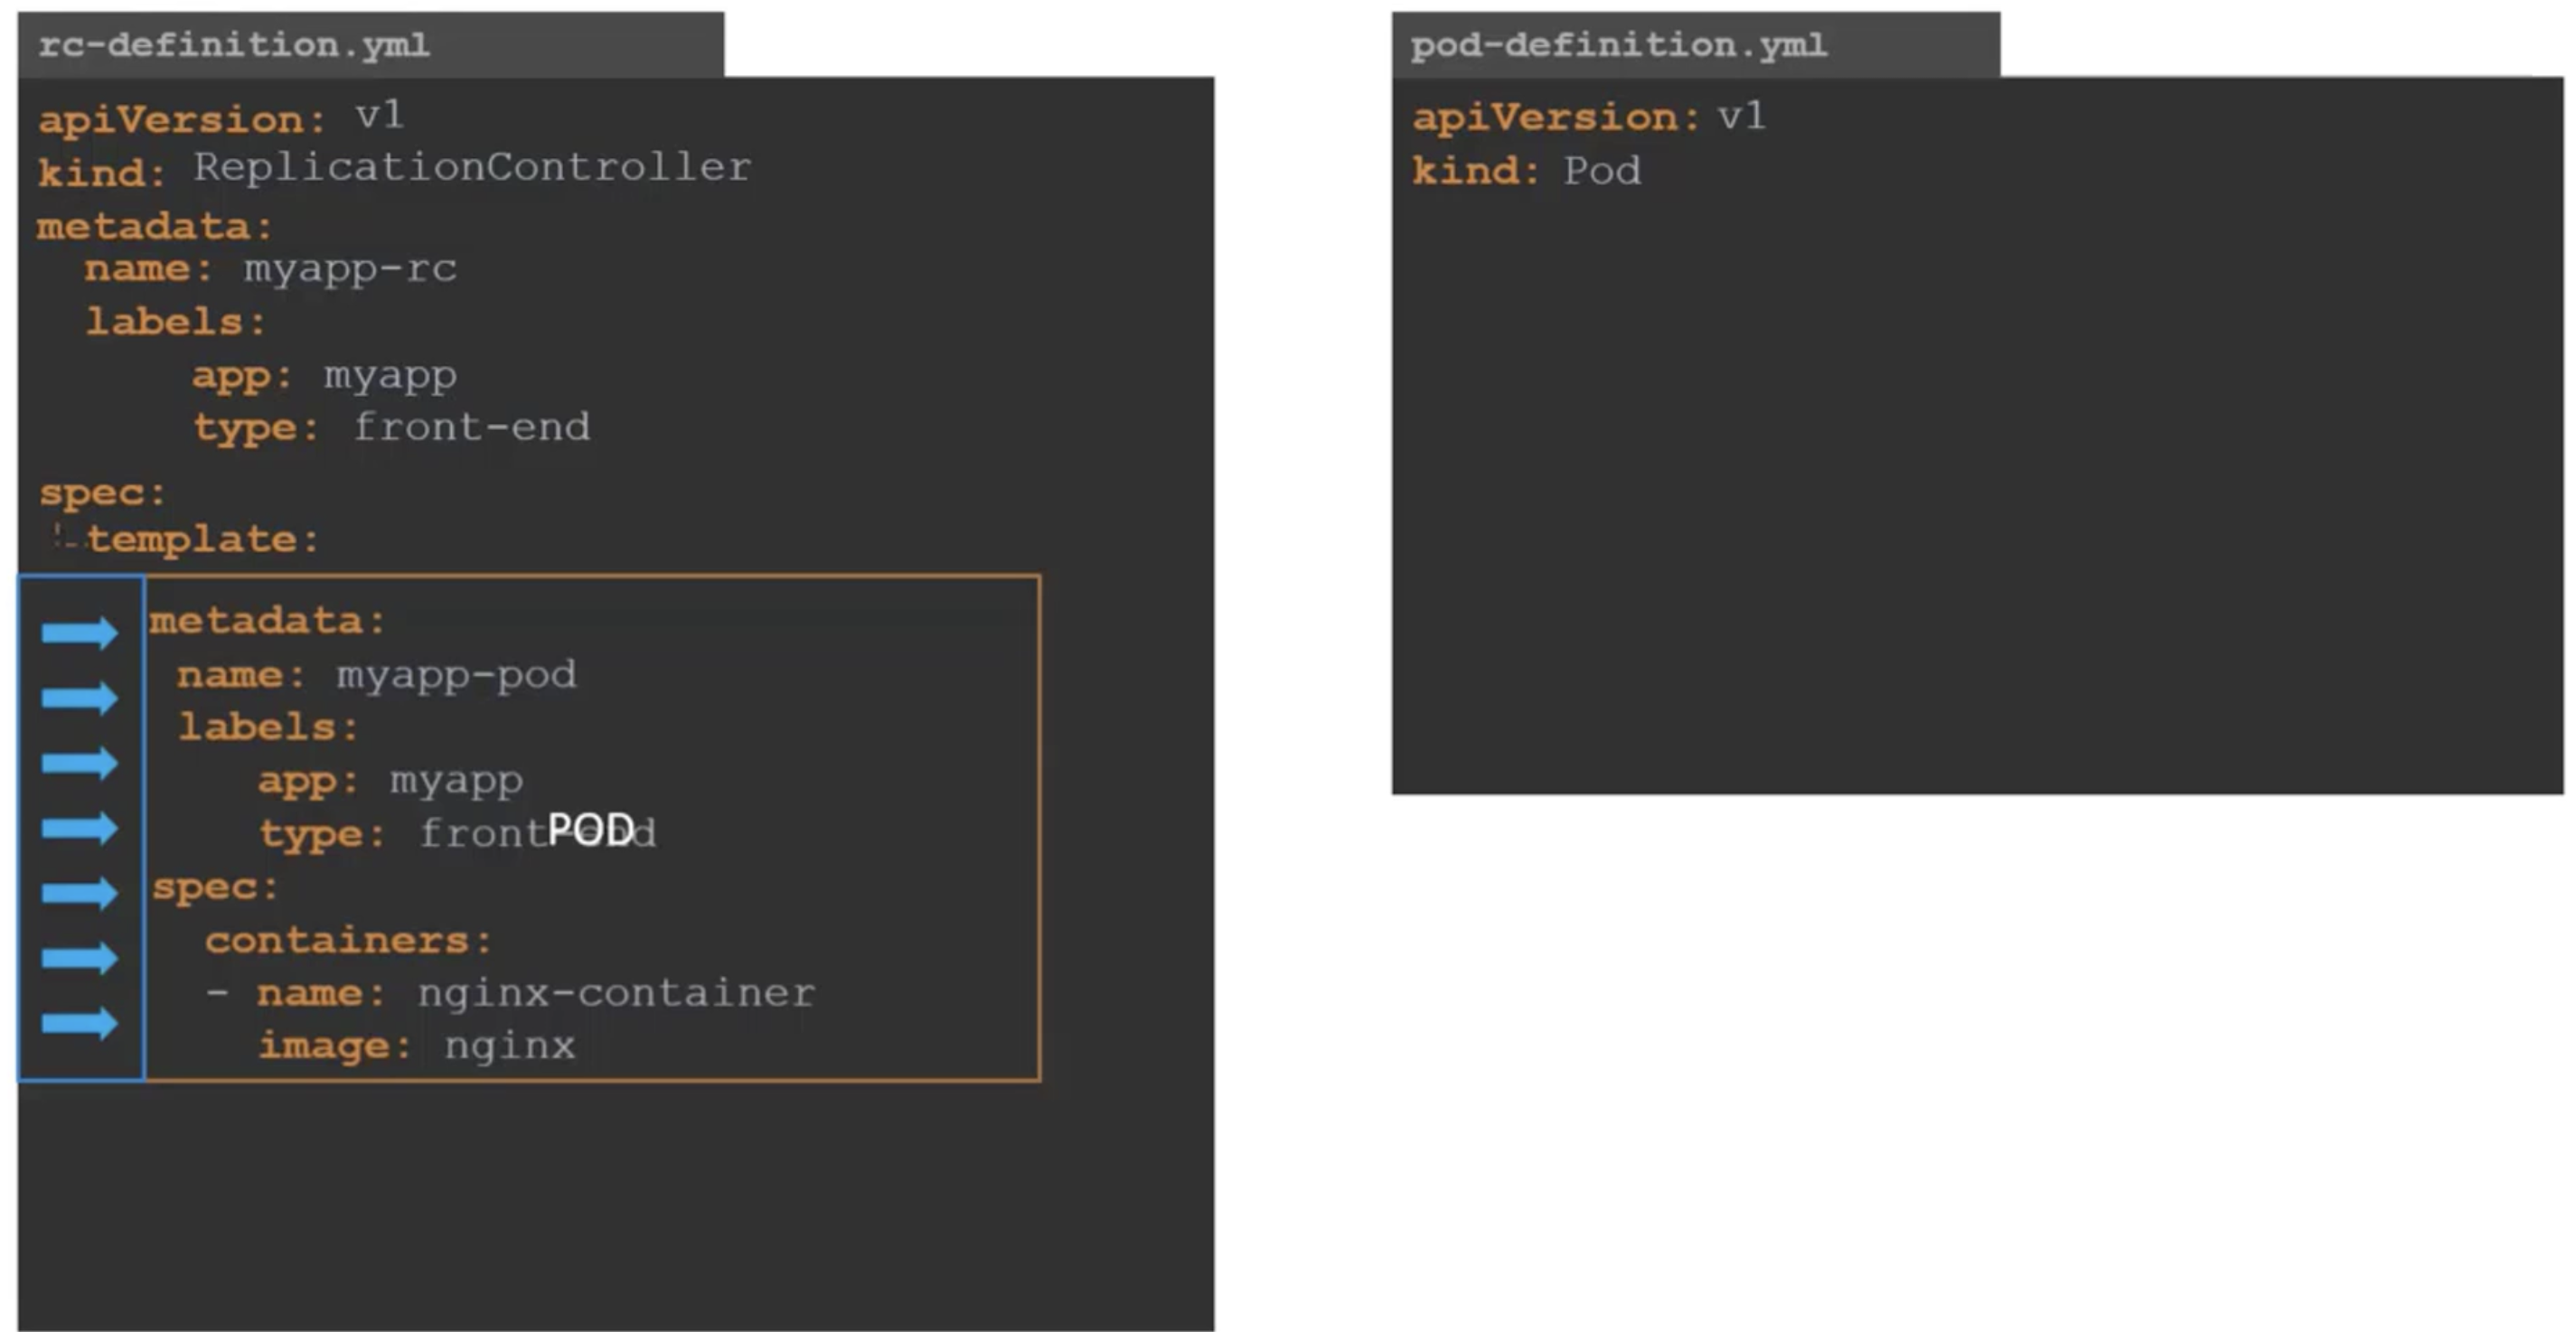 rc-definition.yml
apiVersion: v1
kind: ReplicationController
metadata:
name: myapp-rc
labels:
app: myapp
type: front-end
spec:
template:
metadata:
name: myapp-pod
labels:
app: myapp
type: front-end
POD
spec:
containers:
- name: nginx-container
image: nginx
pod-definition.yml
apiVersion: v1
kind: Pod